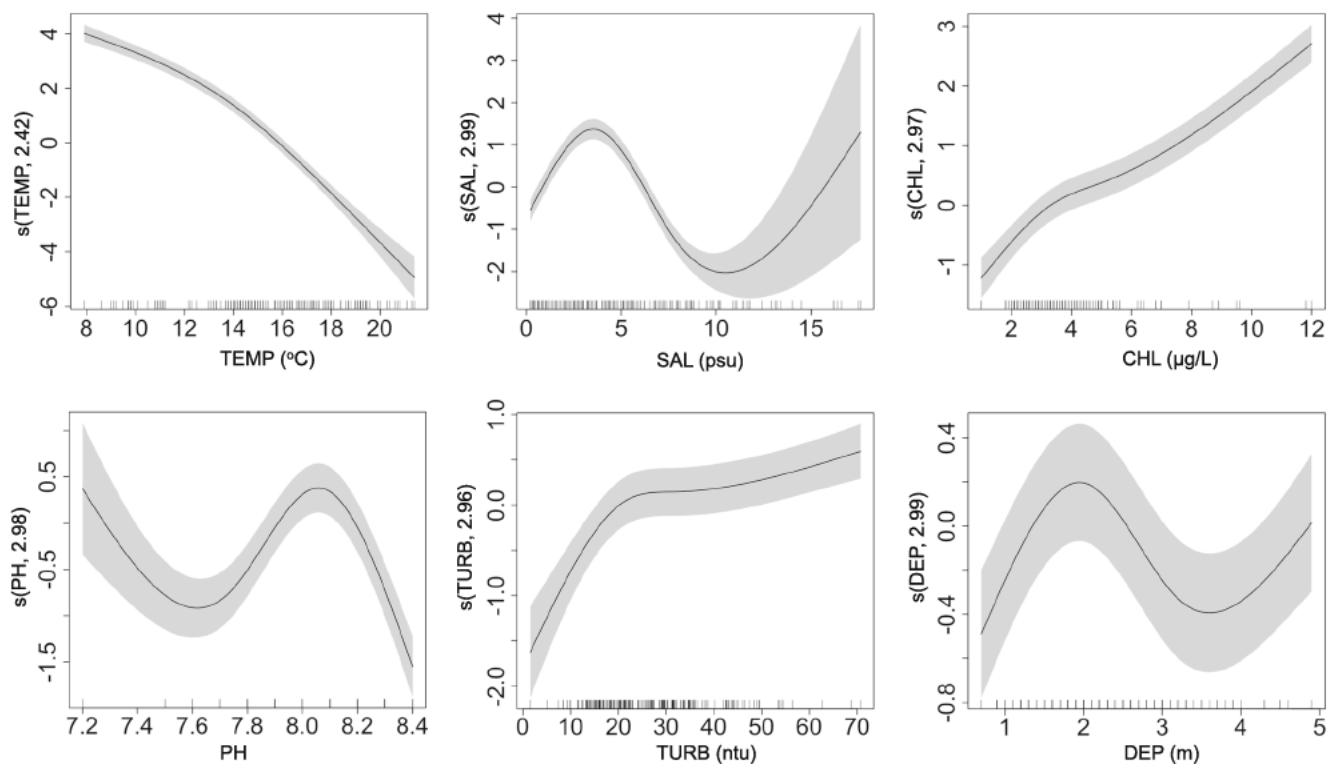 s(TEMP, 2.42)
4
2
0
-2
-4
-6
8 10 12 14 16 18 20
TEMP (oC)
s(SAL, 2.99)
4
3
2
1
0
-1
-2
0 5 10 15
SAL (psu)
s(CHL, 2.97)
3
2
1
0
-1
2 4 6 8 10 12
CHL (µg/L)
s(PH, 2.98)
0.5
-0.5
-1.5
7.2 7.6 8.0 8.2 8.4
PH
s(TURB, 2.96)
1.0
0.0
-1.0
-2.0
0 10 20 30 40 50 60 70
TURB (ntu)
s(DEP, 2.99)
0.4
0.0
-0.4
-0.8
1 2 3 4 5
DEP (m)